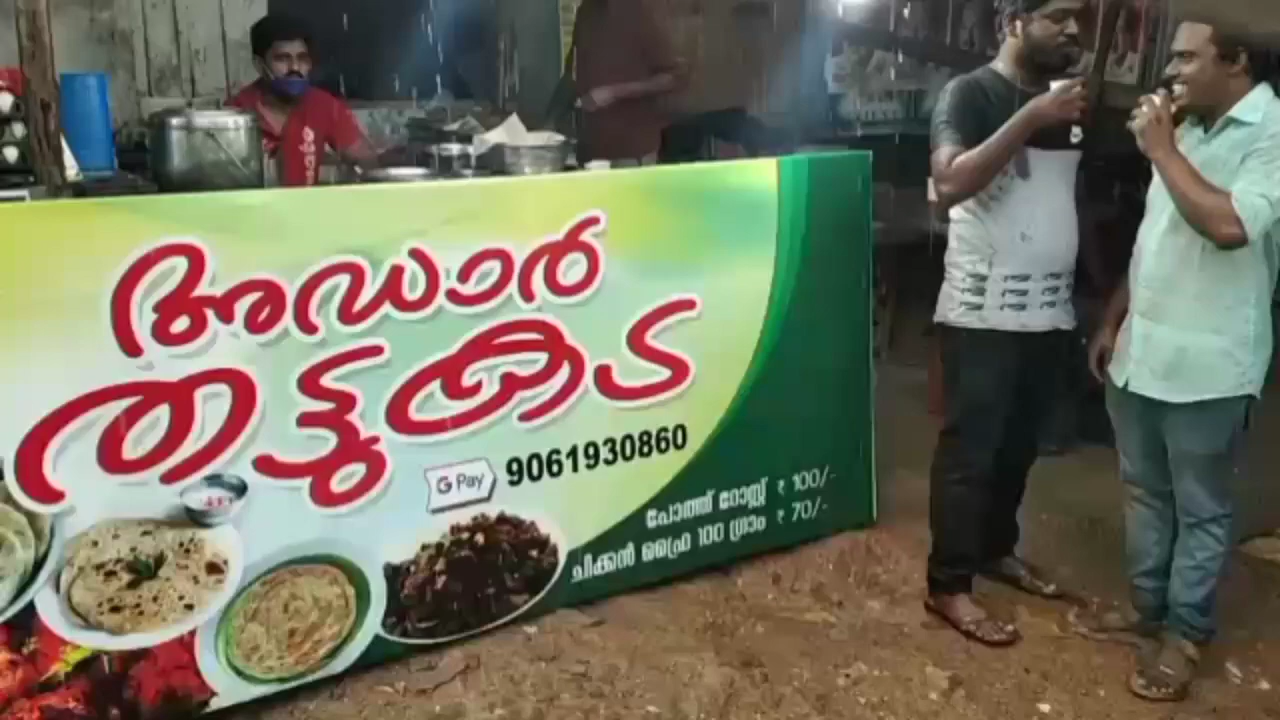 അഡാർ
തട്ടുകട
G Pay 9061930860
പോത്ത് റോസ്റ്റ് ₹ 100/-
ചിക്കൻ ഫ്രൈ 100 ഗ്രാം ₹ 70/-